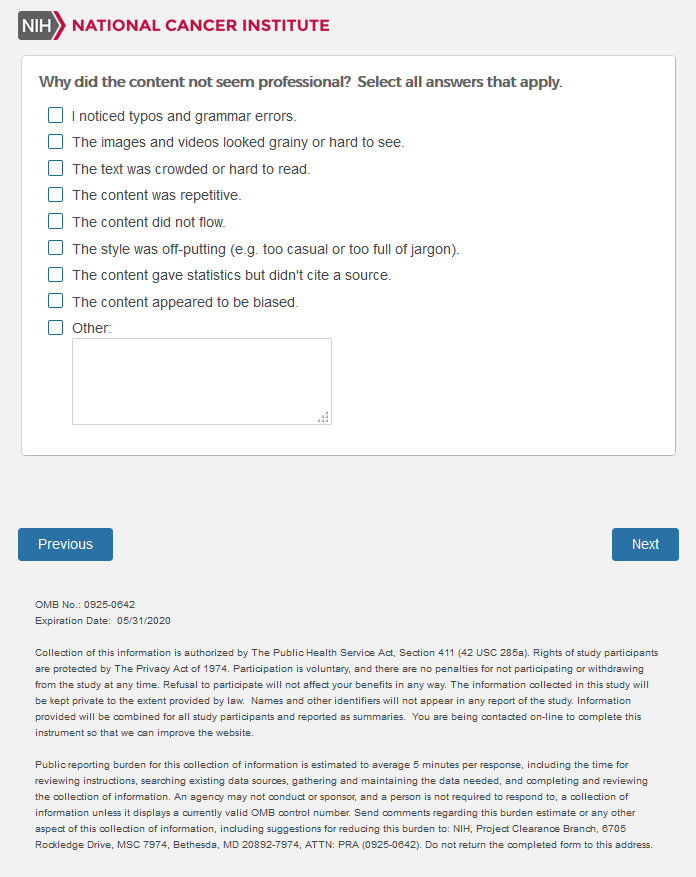 NIH NATIONAL CANCER INSTITUTE
Why did the content not seem professional? Select all answers that apply.
I noticed typos and grammar errors.
The images and videos looked grainy or hard to see.
The text was crowded or hard to read.
The content was repetitive.
The content did not flow.
The style was off-putting (e.g. too casual or too full of jargon).
The content gave statistics but didn't cite a source.
The content appeared to be biased.
Other:
Previous
Next
OMB No.: 0925-0642
Expiration Date: 05/31/2020
Collection of this information is authorized by The Public Health Service Act, Section 411 (42 USC 285a). Rights of study participants
are protected by The Privacy Act of 1974. Participation is voluntary, and there are no penalties for not participating or withdrawing
from the study at any time. Refusal to participate will not affect your benefits in any way. The information collected in this study will
be kept private to the extent provided by law. Names and other identifiers will not appear in any report of the study. Information
provided will be combined for all study participants and reported as summaries. You are being contacted on-line to complete this
instrument so that we can improve the website.
Public reporting burden for this collection of information is estimated to average 5 minutes per response, including the time for
reviewing instructions, searching existing data sources, gathering and maintaining the data needed, and completing and reviewing
the collection of information. An agency may not conduct or sponsor, and a person is not required to respond to, a collection of
information unless it displays a currently valid OMB control number. Send comments regarding this burden estimate or any other
aspect of this collection of information, including suggestions for reducing this burden to: NIH, Project Clearance Branch, 6705
Rockledge Drive, MSC 7974, Bethesda, MD 20892-7974, ATTN: PRA (0925-0642). Do not return the completed form to this address.